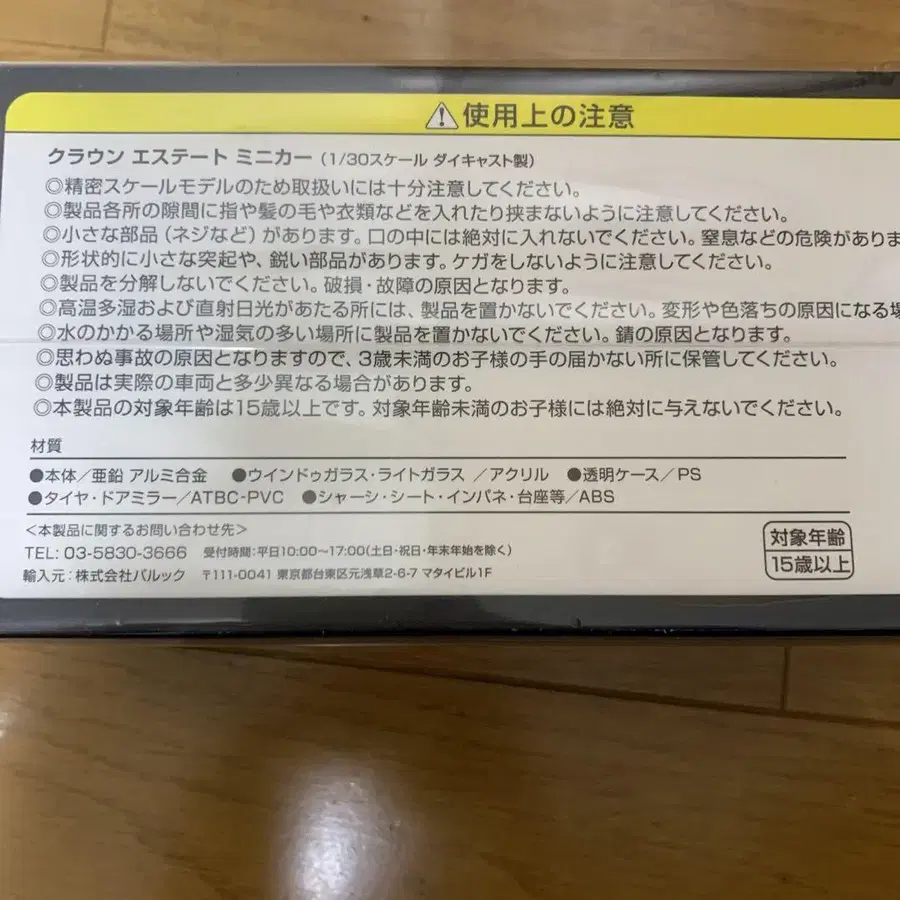 ⚠使用上の注意
クラウン エステート ミニカー (1/30スケール ダイキャスト製)
◎精密スケールモデルのため取扱いには十分注意してください。
◎製品各所の隙間に指や髪の毛や衣類などを入れたり挟まないように注意してください。
◎小さな部品(ネジなど)があります。口の中には絶対に入れないでください。窒息などの危険がありま
◎形状的に小さな突起や、鋭い部品があります。ケガをしないように注意してください。
◎製品を分解しないでください。破損・故障の原因となります。
◎高温多湿および直射日光があたる所には、製品を置かないでください。変形や色落ちの原因になる場
◎水のかかる場所や湿気の多い場所に製品を置かないでください。錆の原因となります。
◎思わぬ事故の原因となりますので、3歳未満のお子様の手の届かない所に保管してください。
◎製品は実際の車両と多少異なる場合があります。
◎本製品の対象年齢は15歳以上です。対象年齢未満のお子様には絶対に与えないでください。
材質
●本体/亜鉛 アルミ合金 ●ウインドゥガラス・ライトガラス /アクリル ●透明ケース/PS
●タイヤ・ドアミラー/ATBC-PVC ●シャーシ・シート・インパネ・台座等/ABS
<本製品に関するお問い合わせ先>
TEL: 03-5830-3666 受付時間:平日10:00〜17:00(土日・祝日・年末年始を除く)
輸入元:株式会社バルック 〒111-0041 東京都台東区元浅草2-6-7 マタイビル1F
対象年齢
15歳以上